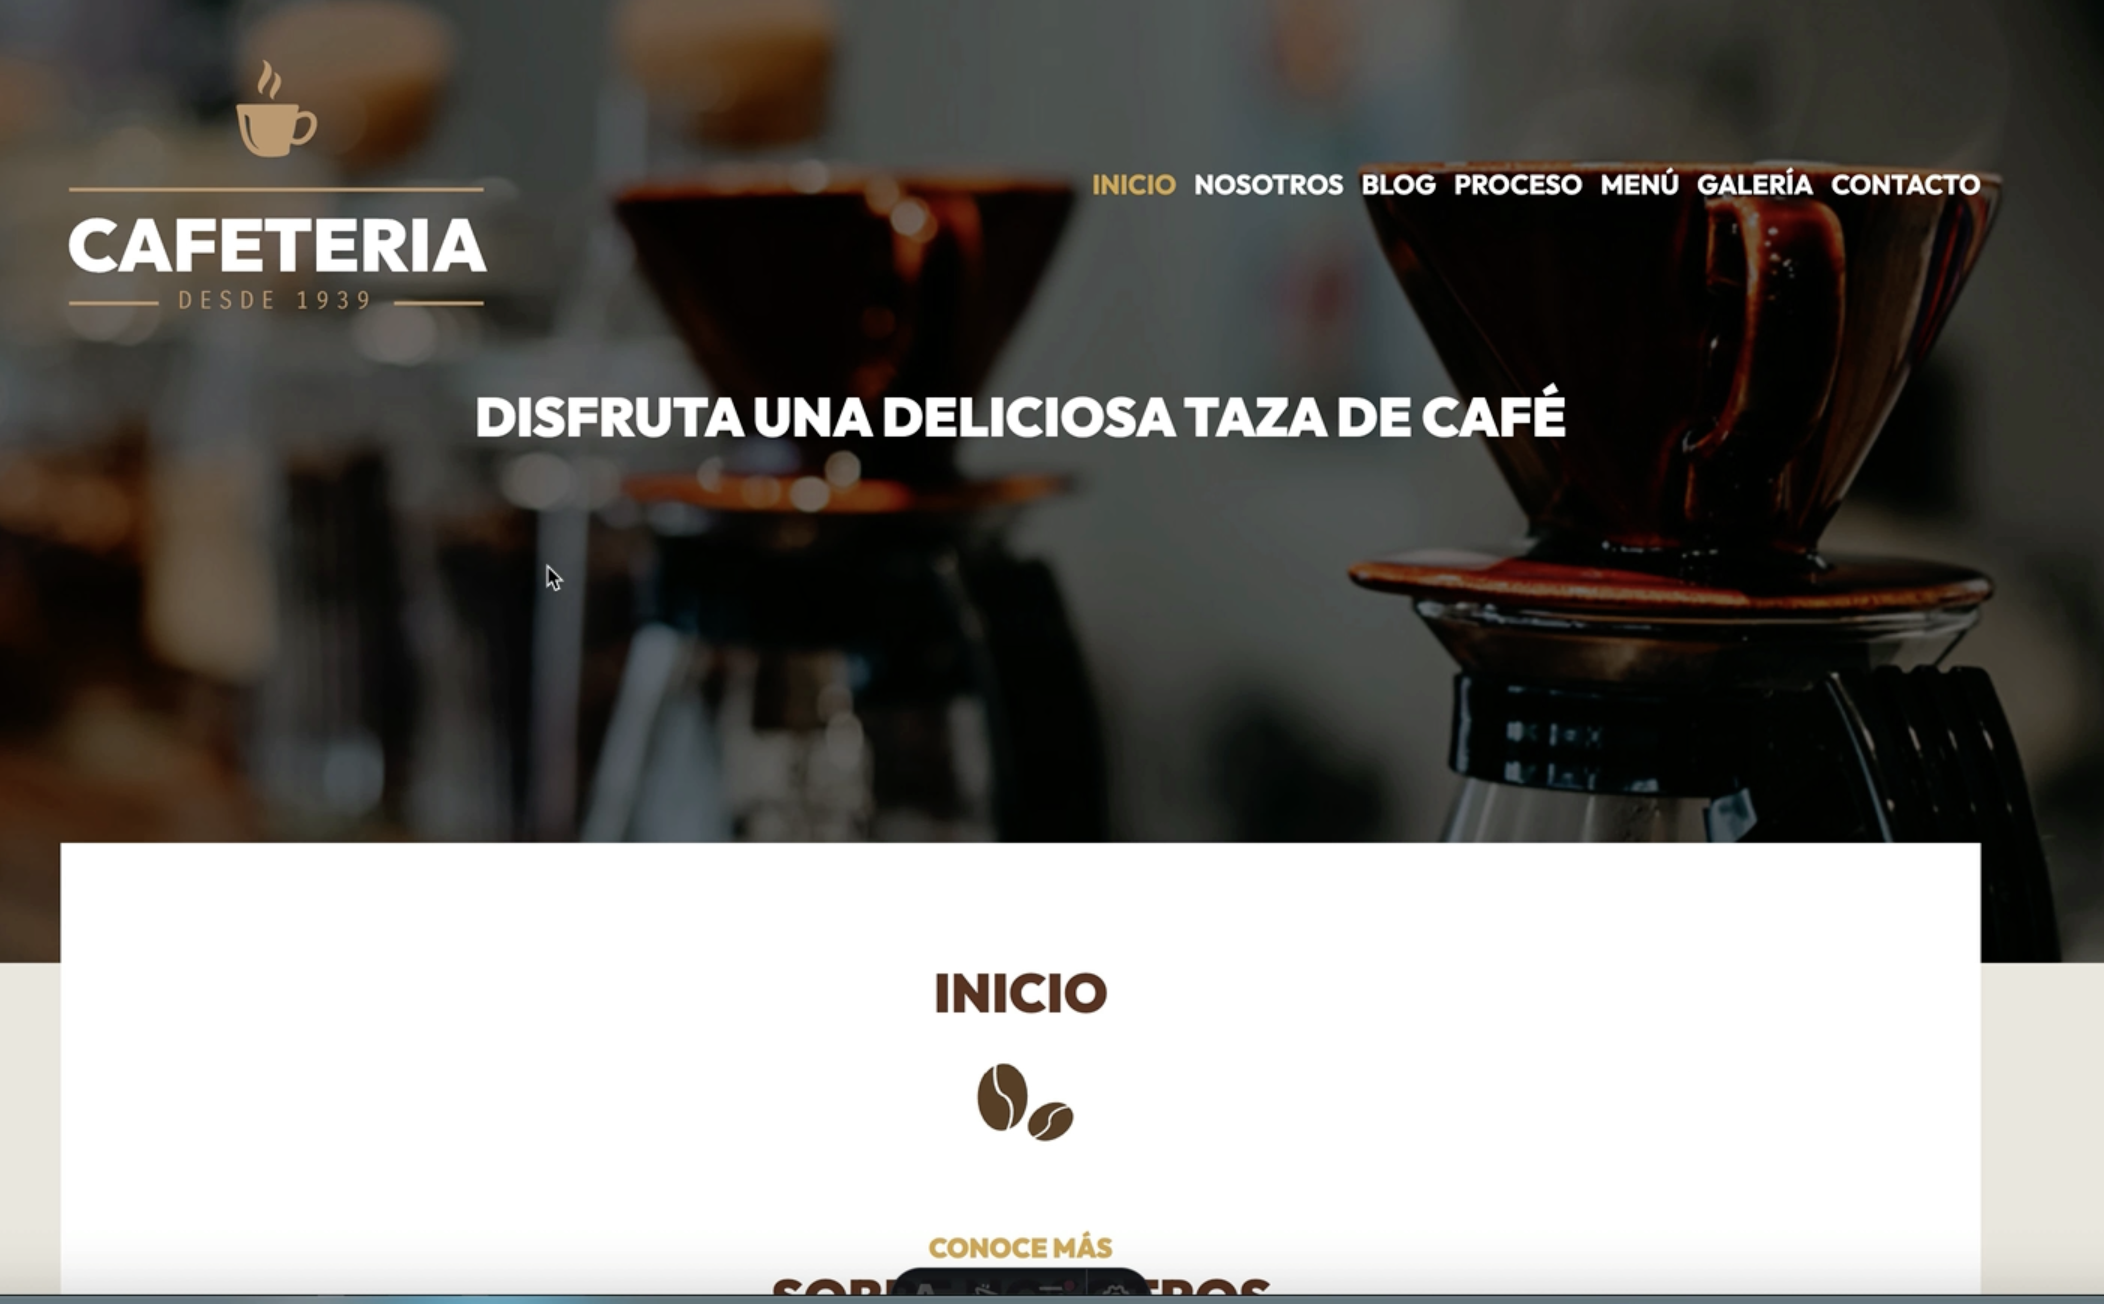 CAFETERIA
DESDE 1939
INICIO NOSOTROS BLOG PROCESO MENÚ GALERÍA CONTACTO
DISFRUTA UNA DELICIOSA TAZA DE CAFÉ
INICIO
CONOCE MÁS